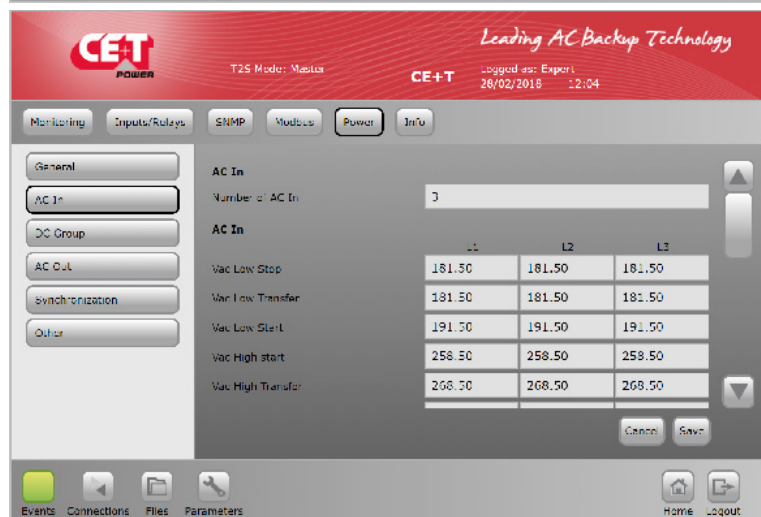 Leading AC Backup Technology
CE+T
POWER
T2S Mode: Master
CE+T
Logged as: Expert
28/02/2018 12:04
Monitoring Inputs/Relays SNMP Modbus Power Info
General
AC In
DC Group
AC Out
Synchronization
Other
AC In
Number of AC In 3
AC In
L1 L2 L3
Vac Low Stop 181.50 181.50 181.50
Vac Low Transfer 181.50 181.50 181.50
Vac Low Start 191.50 191.50 191.50
Vac High start 258.50 258.50 258.50
Vac High Transfer 268.50 268.50 268.50
Cancel Save
Events Connections Files Parameters Home Logout